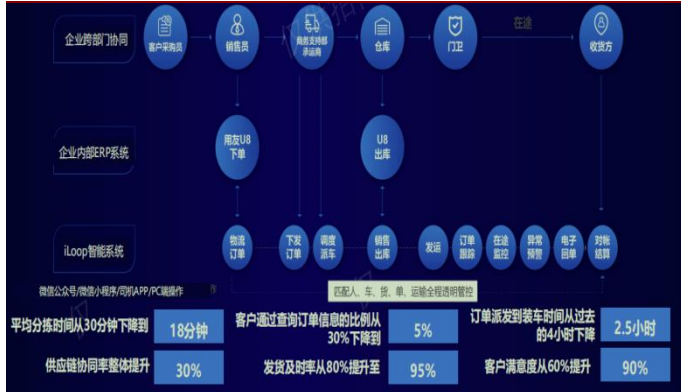 企业跨部门协同
客户采购员
销售员
商务支持部
承运商
仓库
门卫
在途
收货方
企业内部ERP系统
用友U8
下单
U8
出库
iLoop智能系统
物流
订单
下发
订单
调度
派车
销售
出库
发运
订单
跟踪
在途
监控
异常
预警
电子
回单
对帐
结算
微信公众号/微信小程序/司机APP/PC端操作
匹配人、车、货、单、运输全程透明管控
平均分拣时间从30分钟下降到
18分钟
客户通过查询订单信息的比例从
30%下降到
5%
订单派发到装车时间从过去
的4小时下降
2.5小时
供应链协同率整体提升
30%
发货及时率从80%提升至
95%
客户满意度从60%提升
90%